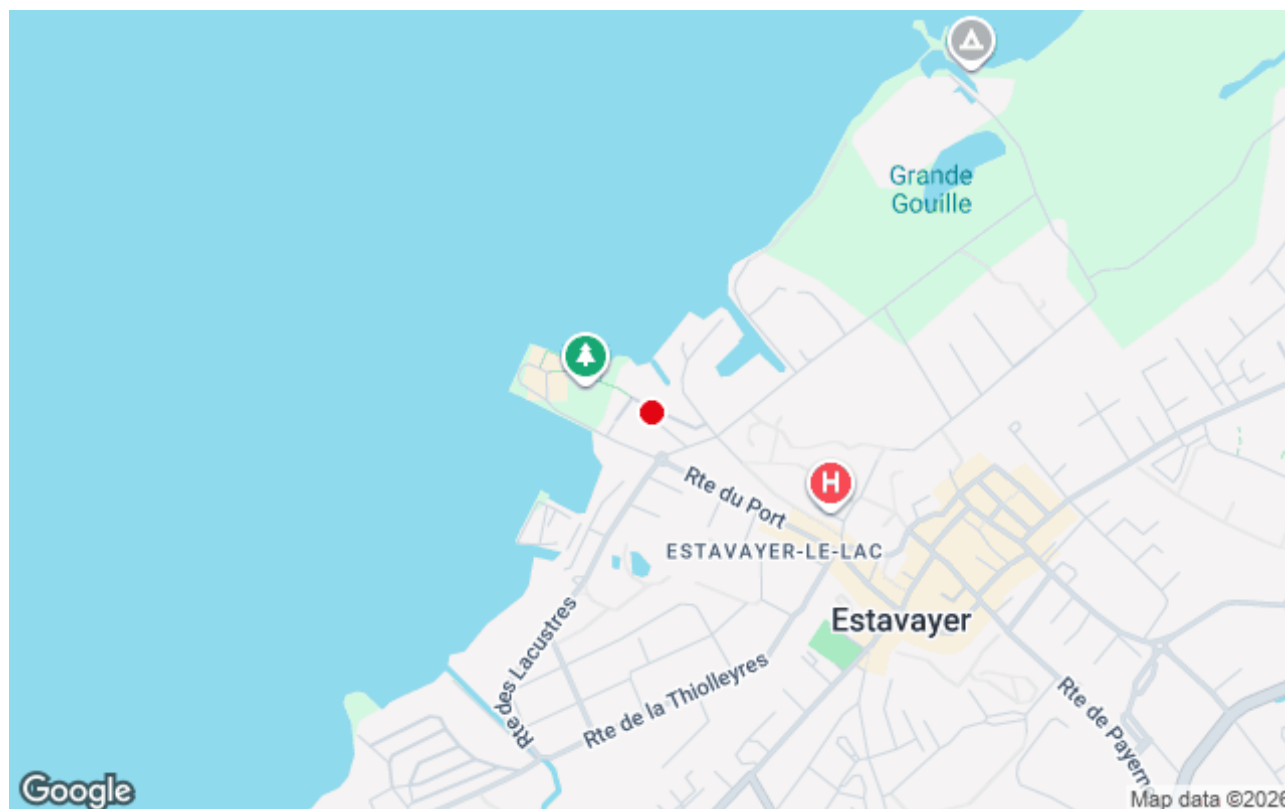 Grande
Gouille
H
Rte du Port
ESTAVAYER-LE-LAC
Estavayer
Rte des Lacustres
Rte de la Thiolleyres
Rte de Payern
Google
Map data ©2026